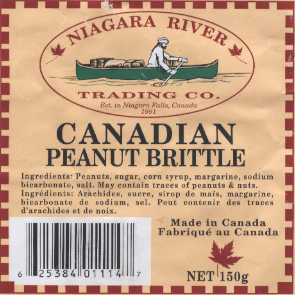 NIAGARA RIVER
TRADING CO.
Est. in Niagara Falls, Canada
1991
CANADIAN
PEANUT BRITTLE
Ingredients: Peanuts, sugar, corn syrup, margarine, sodium
bicarbonate, salt. May contain traces of peanuts & nuts.
Ingrédients: Arachides, sucre, sirop de maïs, margarine,
bicarbonate de sodium, sel. Pout contenir des traces
d'arachides et de noix.
Made in Canada
Fabriqué au Canada
6 25384 01114 7
NET 150g